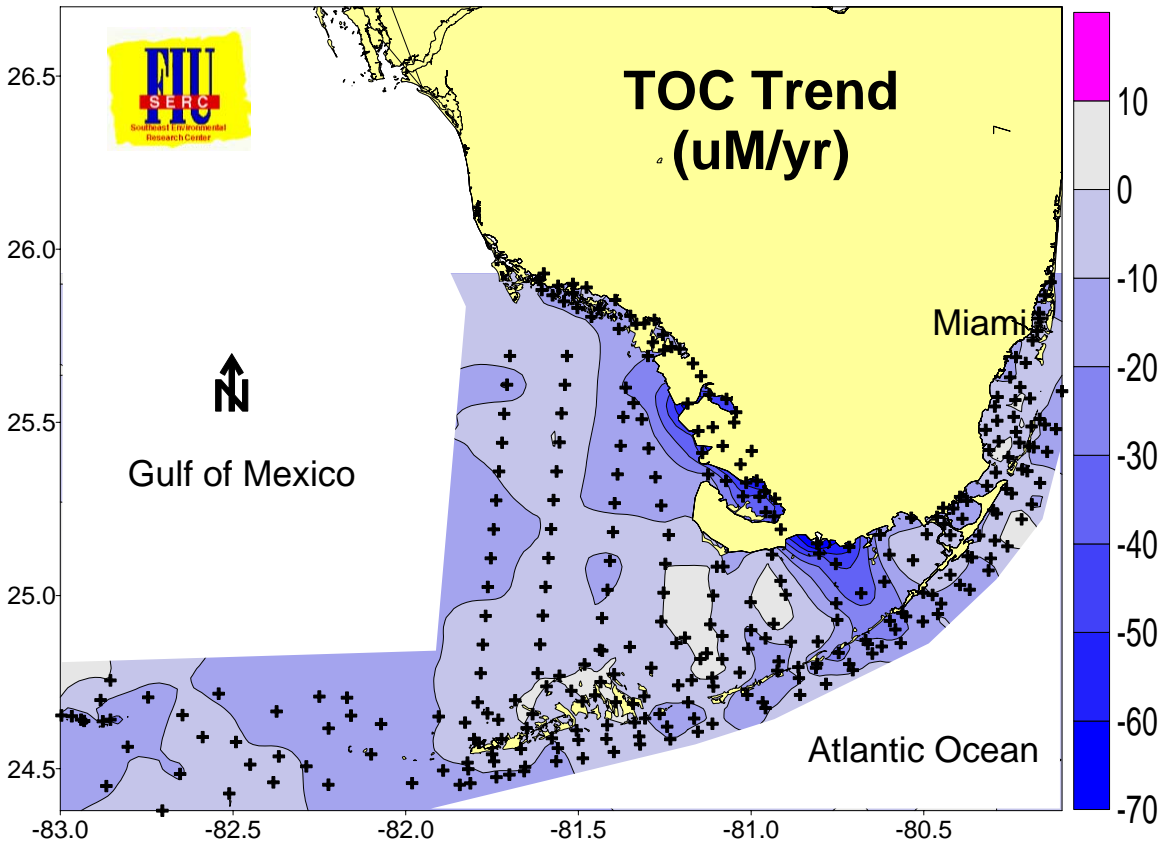 FIU
SERC
Southeast Environmental
Research Center
TOC Trend
(uM/yr)
Miami
N
Gulf of Mexico
Atlantic Ocean
26.5
26.0
25.5
25.0
24.5
-83.0
-82.5
-82.0
-81.5
-81.0
-80.5
10
0
-10
-20
-30
-40
-50
-60
-70